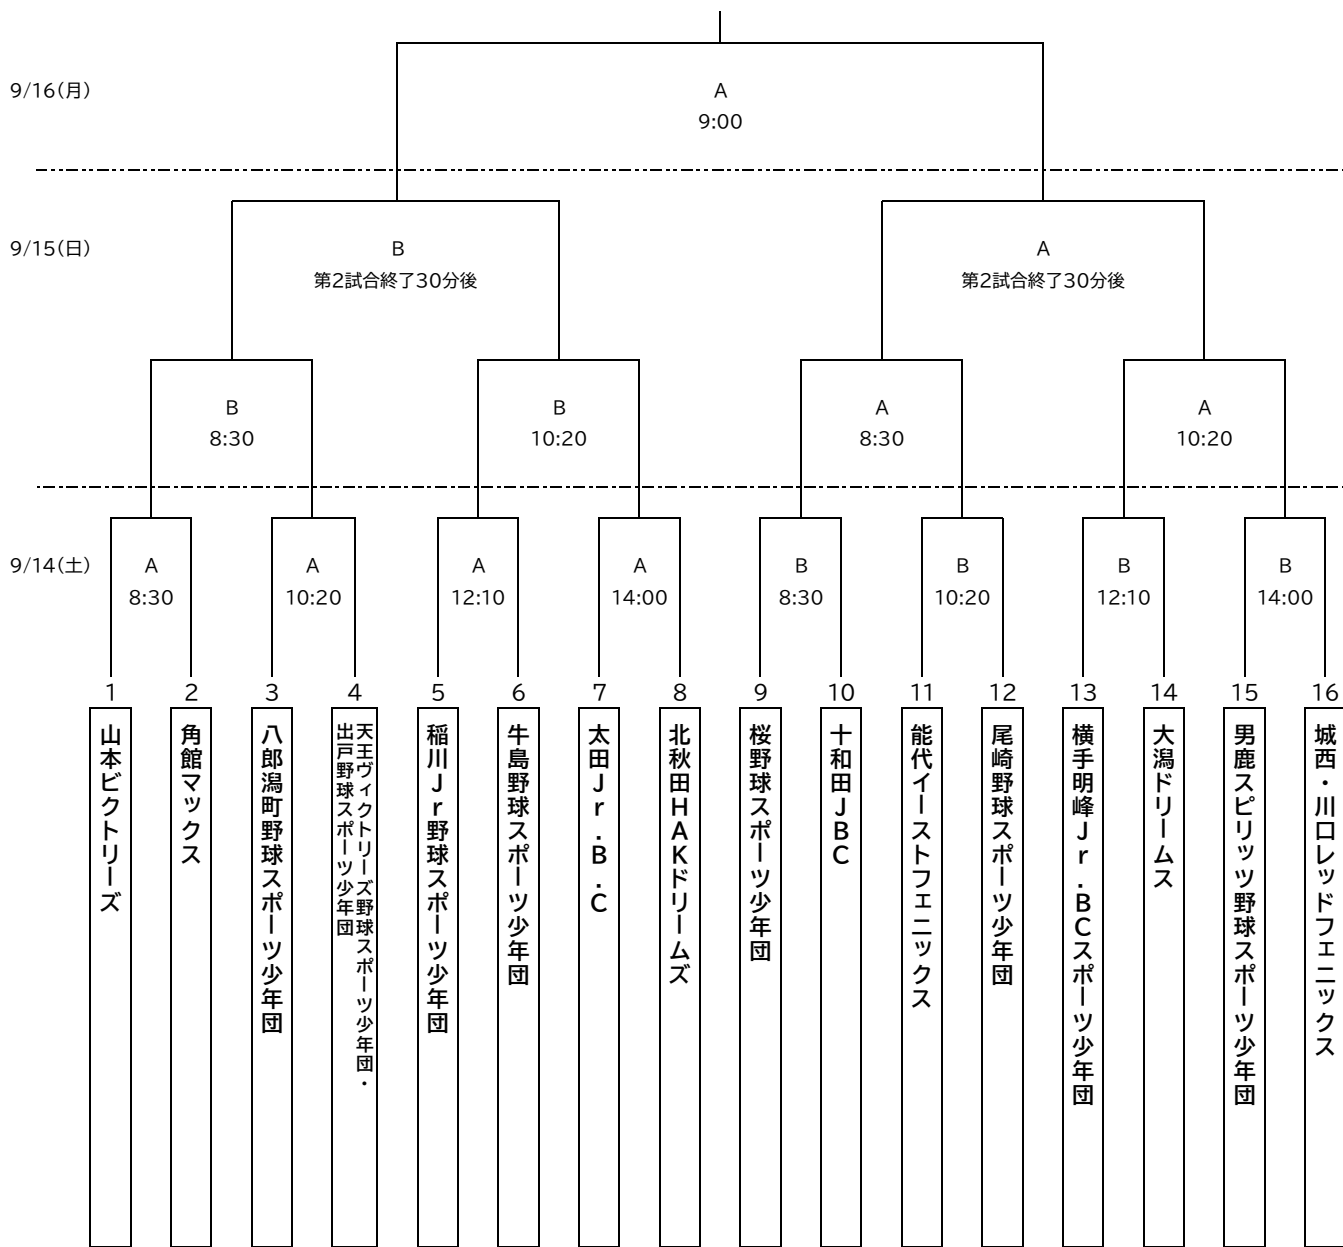 9/16(月)
A
9:00
9/15(日)
B
第2試合終了30分後
A
第2試合終了30分後
B
8:30
B
10:20
A
8:30
A
10:20
9/14(土)
A
8:30
A
10:20
A
12:10
A
14:00
B
8:30
B
10:20
B
12:10
B
14:00
1
2
3
4
5
6
7
8
9
10
11
12
13
14
15
16
山本ビクトリーズ
角館マックス
八郎潟町野球スポーツ少年団
天王ヴィクトリーズ野球スポーツ少年団・
出戸野球スポーツ少年団
稲川Jr野球スポーツ少年団
牛島野球スポーツ少年団
太田Jr.B.C
北秋田HAKドリームズ
桜野球スポーツ少年団
十和田JBC
能代イーストフェニックス
尾崎野球スポーツ少年団
横手明峰Jr.BCスポーツ少年団
大潟ドリームス
男鹿スピリッツ野球スポーツ少年団
城西・川口レッドフェニックス